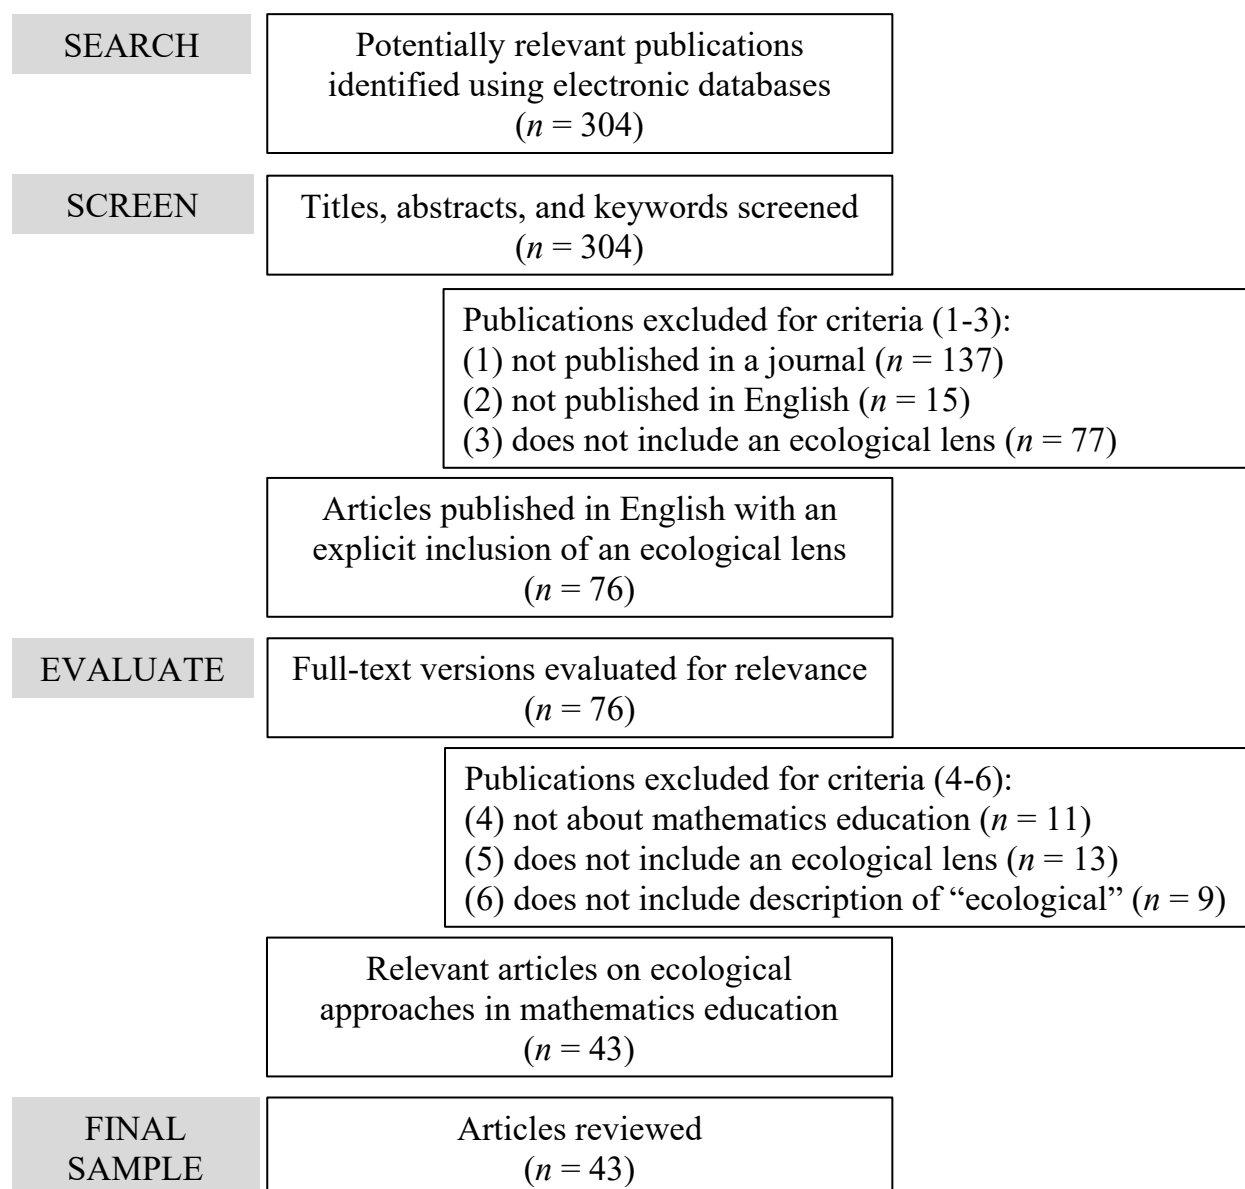 SEARCH
Potentially relevant publications
identified using electronic databases
(n = 304)
SCREEN
Titles, abstracts, and keywords screened
(n = 304)
Publications excluded for criteria (1-3):
(1) not published in a journal (n = 137)
(2) not published in English (n = 15)
(3) does not include an ecological lens (n = 77)
Articles published in English with an
explicit inclusion of an ecological lens
(n = 76)
EVALUATE
Full-text versions evaluated for relevance
(n = 76)
Publications excluded for criteria (4-6):
(4) not about mathematics education (n = 11)
(5) does not include an ecological lens (n = 13)
(6) does not include description of “ecological” (n = 9)
Relevant articles on ecological
approaches in mathematics education
(n = 43)
FINAL
SAMPLE
Articles reviewed
(n = 43)